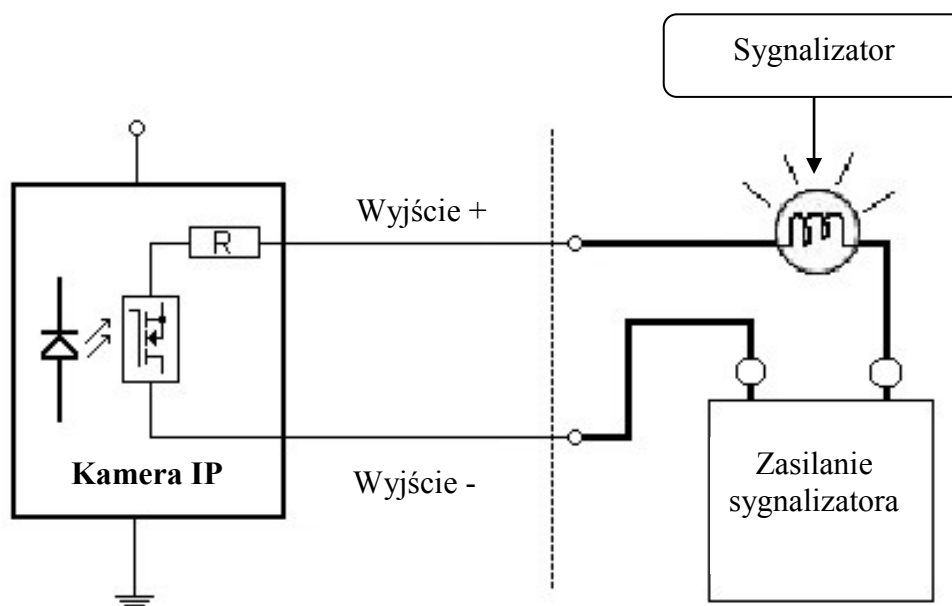 Sygnalizator
Wyjście +
R
Kamera IP
Wyjście -
Zasilanie
sygnalizatora